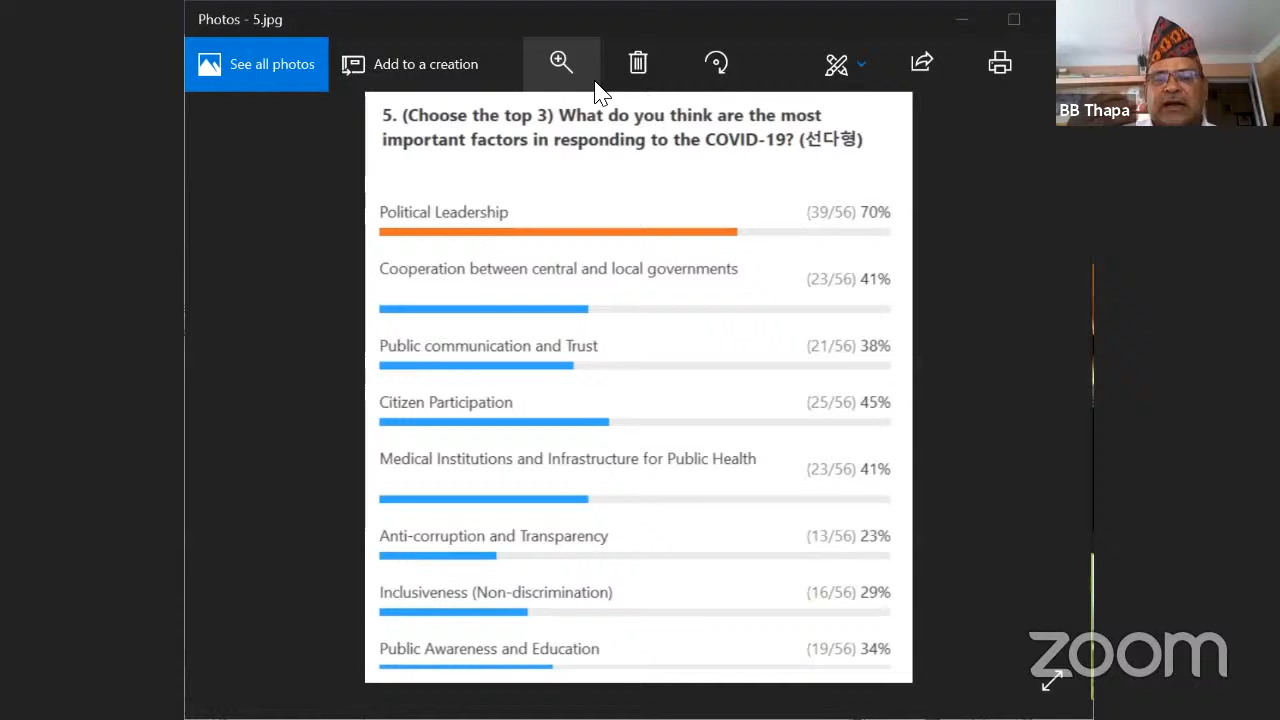 Photos - 5.jpg
See all photos
Add to a creation
BB Thapa
5. (Choose the top 3) What do you think are the most
important factors in responding to the COVID-19? (선다형)
Political Leadership (39/56) 70%
Cooperation between central and local governments (23/56) 41%
Public communication and Trust (21/56) 38%
Citizen Participation (25/56) 45%
Medical Institutions and Infrastructure for Public Health (23/56) 41%
Anti-corruption and Transparency (13/56) 23%
Inclusiveness (Non-discrimination) (16/56) 29%
Public Awareness and Education (19/56) 34%
zoom